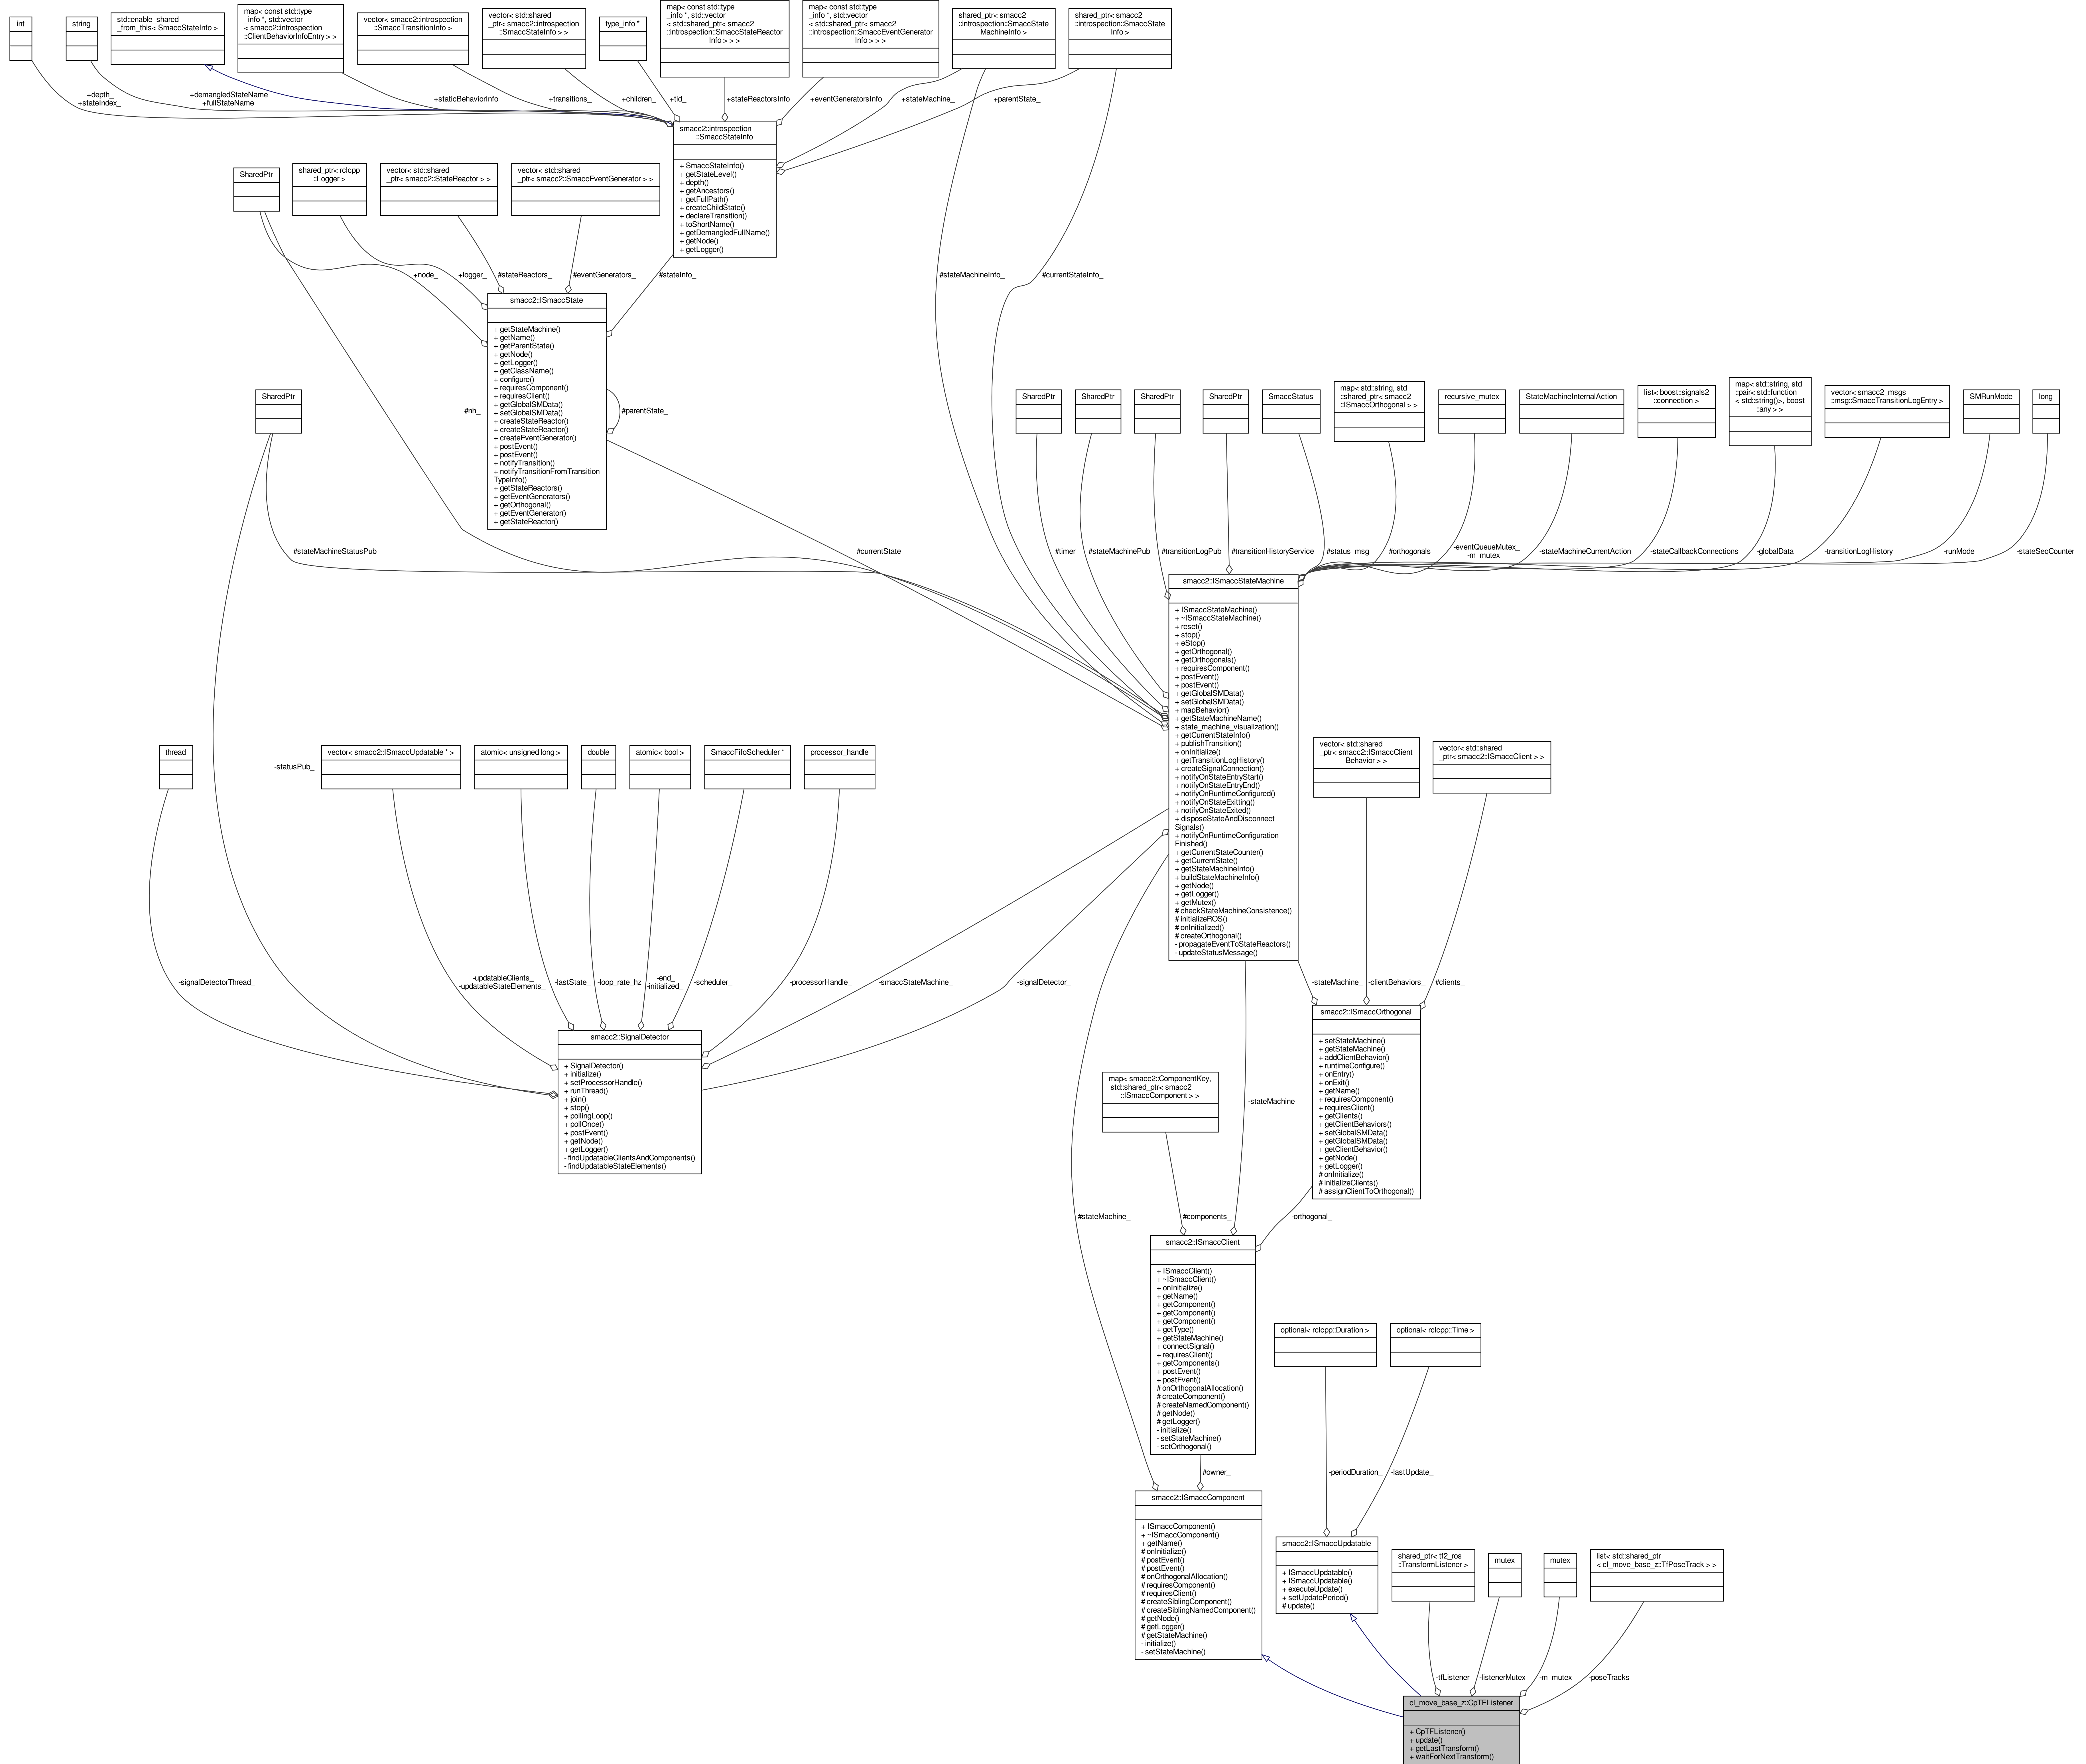 int
string
std::enable_shared
_from_this< SmaccStateInfo >
map< const std::type
_info *, std::vector
< smacc2::introspection
::ClientBehaviorInfoEntry > >
vector< smacc2::introspection
::SmaccTransitionInfo >
vector< std::shared
_ptr< smacc2::introspection
::SmaccStateInfo > >
type_info *
map< const std::type
_info *, std::vector
< std::shared_ptr< smacc2
::introspection::SmaccStateReactor
Info > > >
map< const std::type
_info *, std::vector
< std::shared_ptr< smacc2
::introspection::SmaccEventGenerator
Info > > >
shared_ptr< smacc2
::introspection::SmaccState
MachineInfo >
shared_ptr< smacc2
::introspection::SmaccState
Info >
+depth_
+stateIndex_
+demangledStateName
+fullStateName
+staticBehaviorInfo
+transitions_
+children_
+tid_
+stateReactorsInfo
+eventGeneratorsInfo
+stateMachine_
+parentState_
smacc2::introspection
::SmaccStateInfo
+ SmaccStateInfo()
+ getStateLevel()
+ depth()
+ getAncestors()
+ getFullPath()
+ createChildState()
+ declareTransition()
+ toShortName()
+ getDemangledFullName()
+ getNode()
+ getLogger()
SharedPtr
shared_ptr< rclcpp
::Logger >
vector< std::shared
_ptr< smacc2::StateReactor > >
vector< std::shared
_ptr< smacc2::SmaccEventGenerator > >
+node_
+logger_
#stateReactors_
#eventGenerators_
#stateInfo_
#stateMachineInfo_
#currentStateInfo_
smacc2::ISmaccState
+ getStateMachine()
+ getName()
+ getParentState()
+ getNode()
+ getLogger()
+ getClassName()
+ configure()
+ requiresComponent()
+ requiresClient()
+ getGlobalSMData()
+ setGlobalSMData()
+ createStateReactor()
+ createStateReactor()
+ createEventGenerator()
+ postEvent()
+ postEvent()
+ notifyTransition()
+ notifyTransitionFromTransition
TypeInfo()
+ getStateReactors()
+ getEventGenerators()
+ getOrthogonal()
+ getEventGenerator()
+ getStateReactor()
#parentState_
#nh_
SharedPtr
SharedPtr
SharedPtr
SharedPtr
SharedPtr
SmaccStatus
map< std::string, std
::shared_ptr< smacc2
::ISmaccOrthogonal > >
recursive_mutex
StateMachineInternalAction
list< boost::signals2
::connection >
map< std::string, std
::pair< std::function
< std::string()>, boost
::any > >
vector< smacc2_msgs
::msg::SmaccTransitionLogEntry >
SMRunMode
long
#stateMachineStatusPub_
#currentState_
#timer_
#stateMachinePub_
#transitionLogPub_
#transitionHistoryService_
#status_msg_
#orthogonals_
-eventQueueMutex_
-m_mutex_
-stateMachineCurrentAction
-stateCallbackConnections
-globalData_
-transitionLogHistory_
-runMode_
-stateSeqCounter_
smacc2::ISmaccStateMachine
+ ISmaccStateMachine()
+ ~ISmaccStateMachine()
+ reset()
+ stop()
+ eStop()
+ getOrthogonal()
+ getOrthogonals()
+ requiresComponent()
+ postEvent()
+ postEvent()
+ getGlobalSMData()
+ setGlobalSMData()
+ mapBehavior()
+ getStateMachineName()
+ state_machine_visualization()
+ getCurrentStateInfo()
+ publishTransition()
+ onInitialize()
+ getTransitionLogHistory()
+ createSignalConnection()
+ notifyOnStateEntryStart()
+ notifyOnStateEntryEnd()
+ notifyOnRuntimeConfigured()
+ notifyOnStateExitting()
+ notifyOnStateExited()
+ disposeStateAndDisconnect
Signals()
+ notifyOnRuntimeConfiguration
Finished()
+ getCurrentStateCounter()
+ getCurrentState()
+ getStateMachineInfo()
+ buildStateMachineInfo()
+ getNode()
+ getLogger()
+ getMutex()
# checkStateMachineConsistence()
# initializeROS()
# onInitialized()
# createOrthogonal()
- propagateEventToStateReactors()
- updateStatusMessage()
thread
-statusPub_
vector< smacc2::ISmaccUpdatable * >
atomic< unsigned long >
double
atomic< bool >
SmaccFifoScheduler *
processor_handle
vector< std::shared
_ptr< smacc2::ISmaccClient
Behavior > >
vector< std::shared
_ptr< smacc2::ISmaccClient > >
-signalDetectorThread_
-updatableClients_
-updatableStateElements_
-lastState_
-loop_rate_hz
-end_
-initialized_
-scheduler_
-processorHandle_
-smaccStateMachine_
-signalDetector_
-stateMachine_
-clientBehaviors_
#clients_
smacc2::SignalDetector
+ SignalDetector()
+ initialize()
+ setProcessorHandle()
+ runThread()
+ join()
+ stop()
+ pollingLoop()
+ pollOnce()
+ postEvent()
+ getNode()
+ getLogger()
- findUpdatableClientsAndComponents()
- findUpdatableStateElements()
smacc2::ISmaccOrthogonal
+ setStateMachine()
+ getStateMachine()
+ addClientBehavior()
+ runtimeConfigure()
+ onEntry()
+ onExit()
+ getName()
+ requiresComponent()
+ requiresClient()
+ getClients()
+ getClientBehaviors()
+ setGlobalSMData()
+ getGlobalSMData()
+ getClientBehavior()
+ getNode()
+ getLogger()
# onInitialize()
# initializeClients()
# assignClientToOrthogonal()
map< smacc2::ComponentKey,
std::shared_ptr< smacc2
::ISmaccComponent > >
-stateMachine_
#stateMachine_
#components_
-orthogonal_
smacc2::ISmaccClient
+ ISmaccClient()
+ ~ISmaccClient()
+ onInitialize()
+ getName()
+ getComponent()
+ getComponent()
+ getComponent()
+ getType()
+ getStateMachine()
+ connectSignal()
+ requiresClient()
+ getComponents()
+ postEvent()
+ postEvent()
# onOrthogonalAllocation()
# createComponent()
# createNamedComponent()
# getNode()
# getLogger()
- initialize()
- setStateMachine()
- setOrthogonal()
optional< rclcpp::Duration >
optional< rclcpp::Time >
#owner_
-periodDuration_
-lastUpdate_
smacc2::ISmaccComponent
+ ISmaccComponent()
+ ~ISmaccComponent()
+ getName()
# onInitialize()
# postEvent()
# postEvent()
# onOrthogonalAllocation()
# requiresComponent()
# requiresClient()
# createSiblingComponent()
# createSiblingNamedComponent()
# getNode()
# getLogger()
# getStateMachine()
- initialize()
- setStateMachine()
smacc2::ISmaccUpdatable
+ ISmaccUpdatable()
+ ISmaccUpdatable()
+ executeUpdate()
+ setUpdatePeriod()
# update()
shared_ptr< tf2_ros
::TransformListener >
mutex
mutex
list< std::shared_ptr
< cl_move_base_z::TfPoseTrack > >
-tfListener_
-listenerMutex_
-m_mutex_
-poseTracks_
cl_move_base_z::CpTFListener
+ CpTFListener()
+ update()
+ getLastTransform()
+ waitForNextTransform()